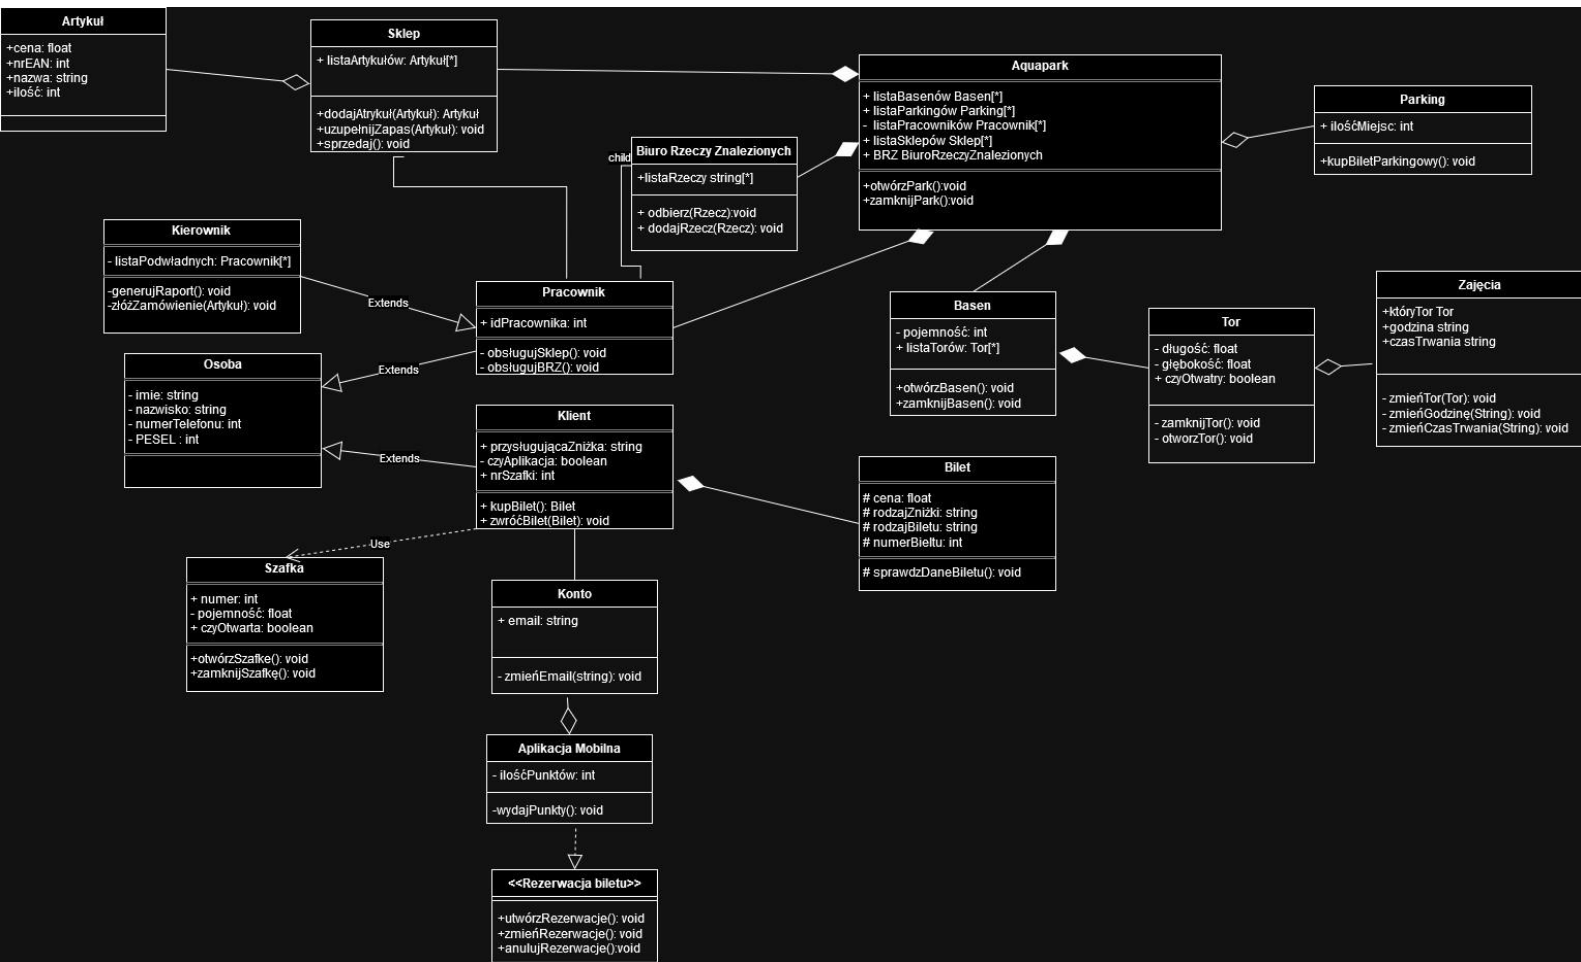 Artykuł
+cena: float
+nrEAN: int
+nazwa: string
+ilość: int
Sklep
+ listaArtykułów: Artykuł[*]
+dodajAtrykuł(Artykuł): Artykuł
+uzupełnijZapas(Artykuł): void
+sprzedaj(): void
Aquapark
+ listaBasenów Basen[*]
+ listaParkingów Parking[*]
- listaPracowników Pracownik[*]
+ listaSklepów Sklep[*]
+ BRZ BiuroRzeczyZnalezionych
+otwórzPark():void
+zamknijPark():void
Parking
+ ilośćMiejsc: int
+kupBiletParkingowy(): void
child
Biuro Rzeczy Znalezionych
+listaRzeczy string[*]
+ odbierz(Rzecz):void
+ dodajRzecz(Rzecz): void
Kierownik
- listaPodwładnych: Pracownik[*]
-generujRaport(): void
-złóżZamówienie(Artykuł): void
Extends
Pracownik
+ idPracownika: int
- obsługujSklep(): void
- obsługujBRZ(): void
Basen
- pojemność: int
+ listaTorów: Tor[*]
+otwórzBasen(): void
+zamknijBasen(): void
Tor
- długość: float
- głębokość: float
+ czyOtwatry: boolean
- zamknijTor(): void
- otworzTor(): void
Zajęcia
+któryTor Tor
+godzina string
+czasTrwania string
- zmieńTor(Tor): void
- zmieńGodzinę(String): void
- zmieńCzasTrwania(String): void
Osoba
- imie: string
- nazwisko: string
- numerTelefonu: int
- PESEL : int
Extends
Extends
Klient
+ przysługującaZniżka: string
- czyAplikacja: boolean
+ nrSzafki: int
+ kupBilet(): Bilet
+ zwróćBilet(Bilet): void
Bilet
# cena: float
# rodzajZniżki: string
# rodzajBiletu: string
# numerBieltu: int
# sprawdzDaneBiletu(): void
Use
Szafka
+ numer: int
- pojemność: float
+ czyOtwarta: boolean
+otwórzSzafke(): void
+zamknijSzafkę(): void
Konto
+ email: string
- zmieńEmail(string): void
Aplikacja Mobilna
- ilośćPunktów: int
-wydajPunkty(): void
<<Rezerwacja biletu>>
+utwórzRezerwacje(): void
+zmieńRezerwacje(): void
+anulujRezerwacje():void